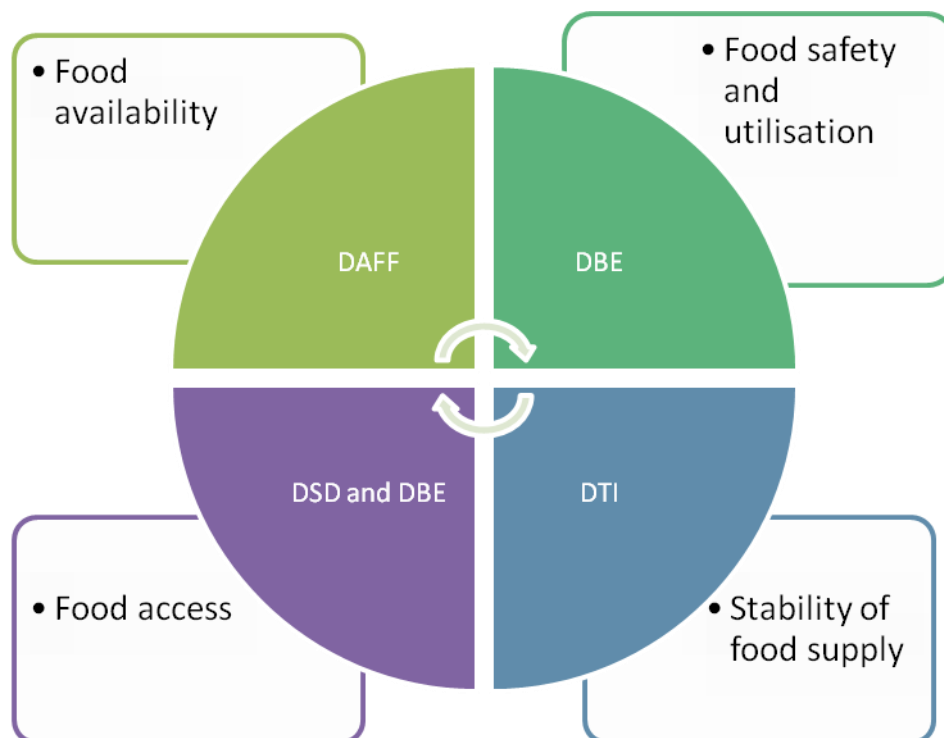 • Food
availability
• Food safety
and
utilisation
DAFF
DBE
DSD and DBE
DTI
• Food access
• Stability of
food supply